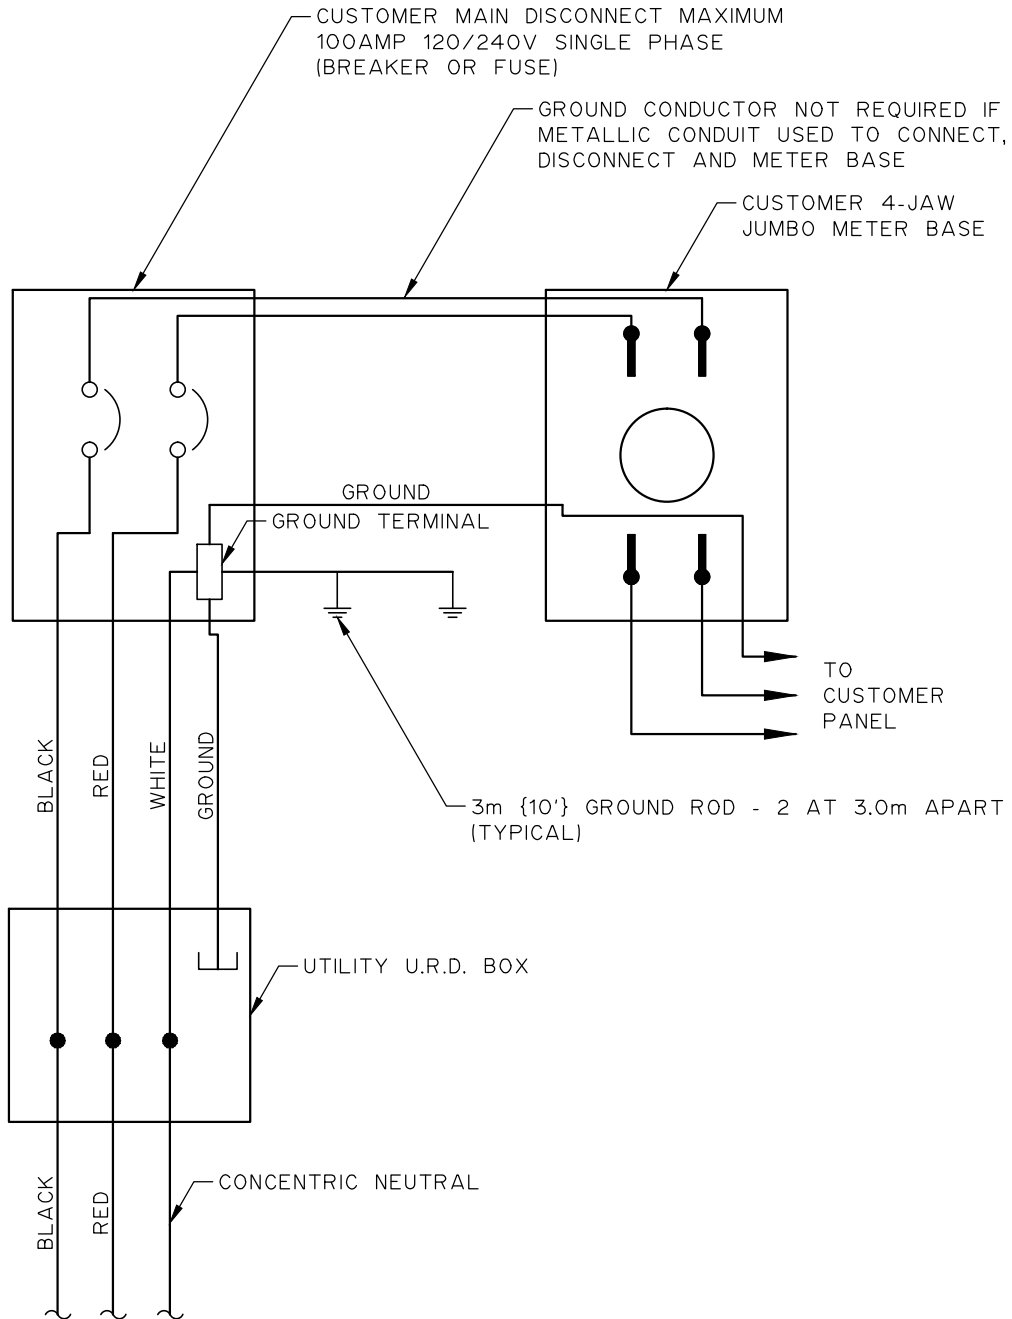 CUSTOMER MAIN DISCONNECT MAXIMUM
100AMP 120/240V SINGLE PHASE
(BREAKER OR FUSE)
GROUND CONDUCTOR NOT REQUIRED IF
METALLIC CONDUIT USED TO CONNECT,
DISCONNECT AND METER BASE
CUSTOMER 4-JAW
JUMBO METER BASE
GROUND
GROUND TERMINAL
TO
CUSTOMER
PANEL
BLACK
RED
WHITE
GROUND
3m {10'} GROUND ROD - 2 AT 3.0m APART
(TYPICAL)
UTILITY U.R.D. BOX
CONCENTRIC NEUTRAL
BLACK
RED